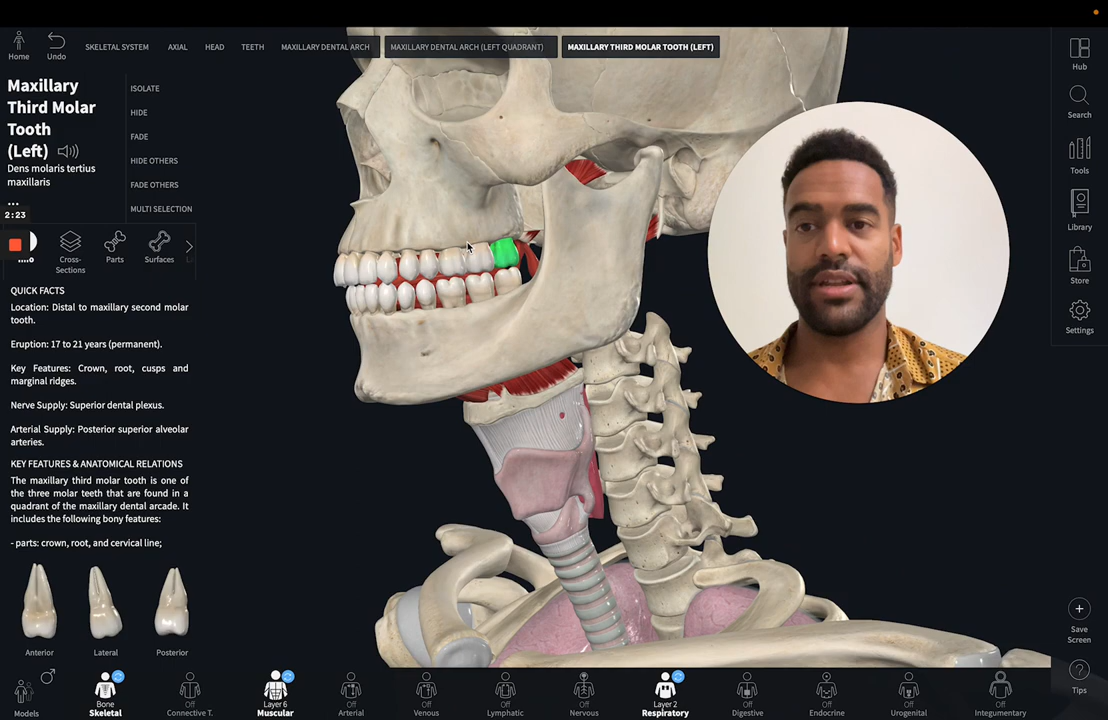 Home
Undo
SKELETAL SYSTEM
AXIAL
HEAD
TEETH
MAXILLARY DENTAL ARCH
MAXILLARY DENTAL ARCH (LEFT QUADRANT)
MAXILLARY THIRD MOLAR TOOTH (LEFT)
Maxillary
Third Molar
Tooth
(Left)
Dens molaris tertius
maxillaris
...
2:23
ISOLATE
HIDE
FADE
HIDE OTHERS
FADE OTHERS
MULTI SELECTION
Cross-
Sections
Parts
Surfaces
QUICK FACTS
Location: Distal to maxillary second molar
tooth.
Eruption: 17 to 21 years (permanent).
Key Features: Crown, root, cusps and
marginal ridges.
Nerve Supply: Superior dental plexus.
Arterial Supply: Posterior superior alveolar
arteries.
KEY FEATURES & ANATOMICAL RELATIONS
The maxillary third molar tooth is one of
the three molar teeth that are found in a
quadrant of the maxillary dental arcade. It
includes the following bony features:
- parts: crown, root, and cervical line;
Anterior
Lateral
Posterior
Hub
Search
Tools
Library
Store
Settings
Save
Screen
Tips
Models
Bone
Skeletal
Off
Connective T.
Layer 6
Muscular
Off
Arterial
Off
Venous
Off
Lymphatic
Off
Nervous
Layer 2
Respiratory
Off
Digestive
Off
Endocrine
Off
Urogenital
Off
Integumentary